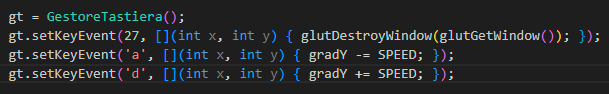 gt = GestoreTastiera();
gt.setKeyEvent(27, [](int x, int y) { glutDestroyWindow(glutGetWindow()); });
gt.setKeyEvent('a', [](int x, int y) { gradY -= SPEED; });
gt.setKeyEvent('d', [](int x, int y) { gradY += SPEED; });